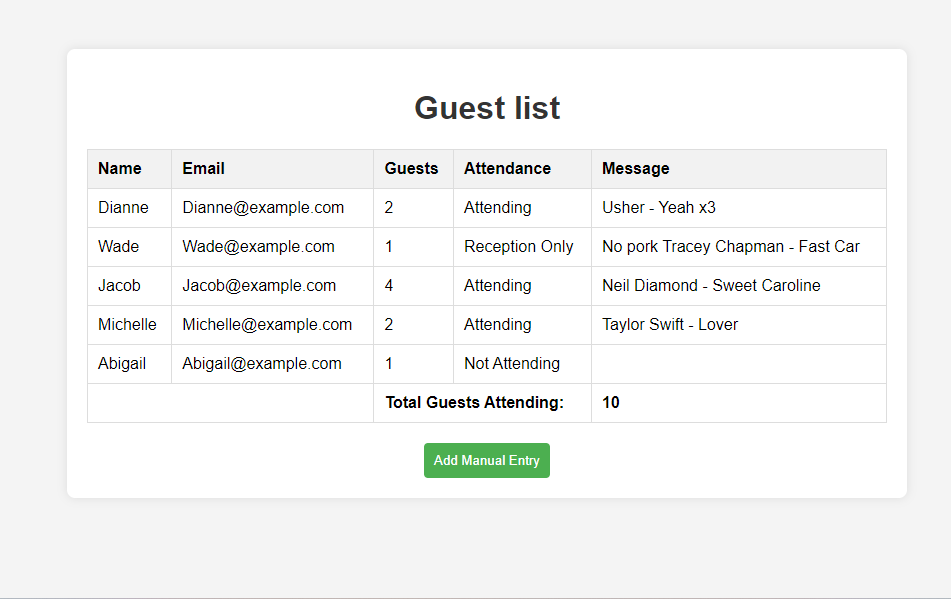 Guest list
Name Email Guests Attendance Message
Dianne Dianne@example.com 2 Attending Usher - Yeah x3
Wade Wade@example.com 1 Reception Only No pork Tracey Chapman - Fast Car
Jacob Jacob@example.com 4 Attending Neil Diamond - Sweet Caroline
Michelle Michelle@example.com 2 Attending Taylor Swift - Lover
Abigail Abigail@example.com 1 Not Attending
Total Guests Attending: 10
Add Manual Entry